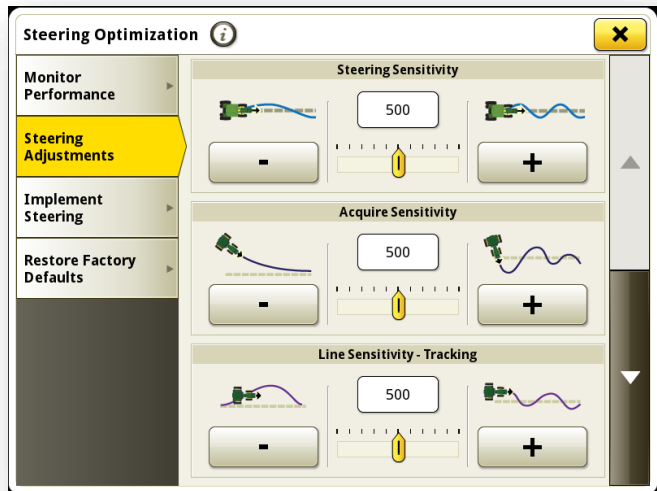 Steering Optimization i
Monitor
Performance
Steering
Adjustments
Implement
Steering
Restore Factory
Defaults
Steering Sensitivity
500
- +
Acquire Sensitivity
500
- +
Line Sensitivity - Tracking
500
- +